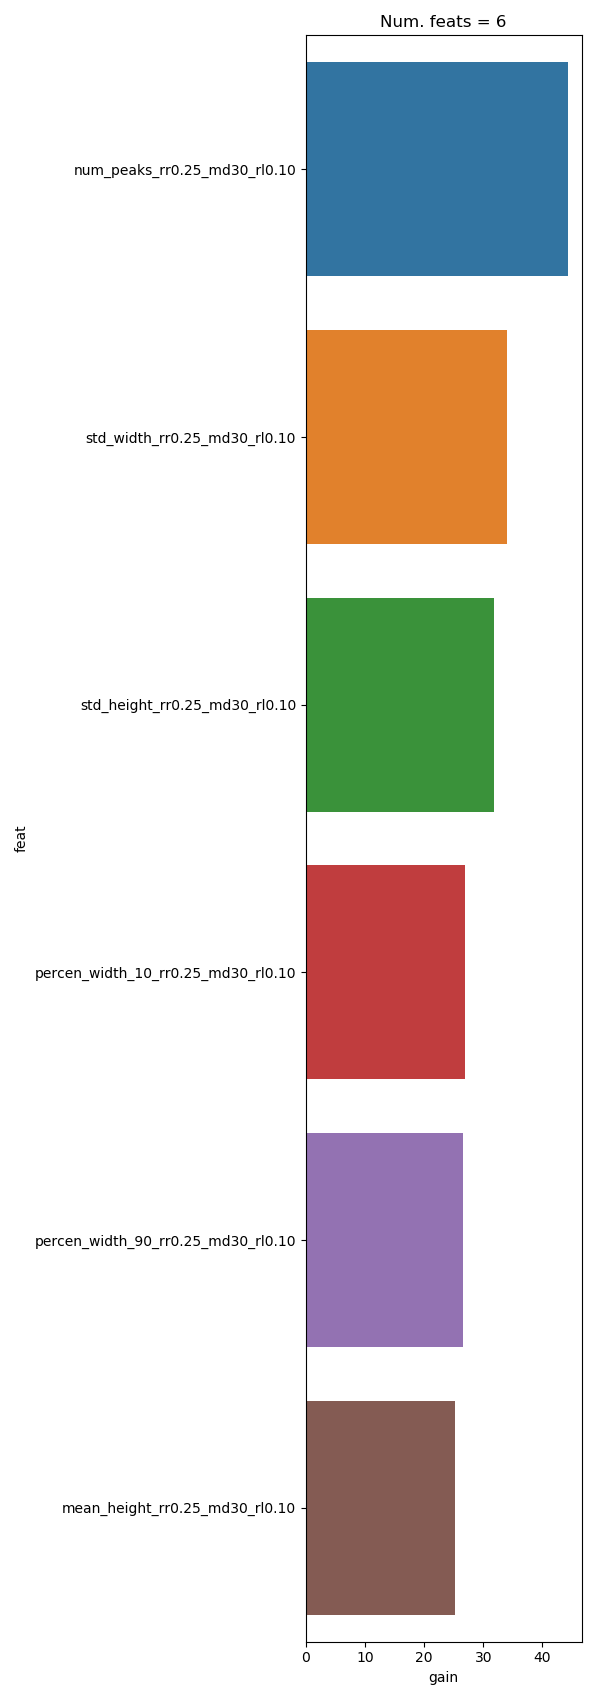 Num. feats = 6
num_peaks_rr0.25_md30_rl0.10
std_width_rr0.25_md30_rl0.10
std_height_rr0.25_md30_rl0.10
feat
percen_width_10_rr0.25_md30_rl0.10
percen_width_90_rr0.25_md30_rl0.10
mean_height_rr0.25_md30_rl0.10
0 10 20 30 40
gain